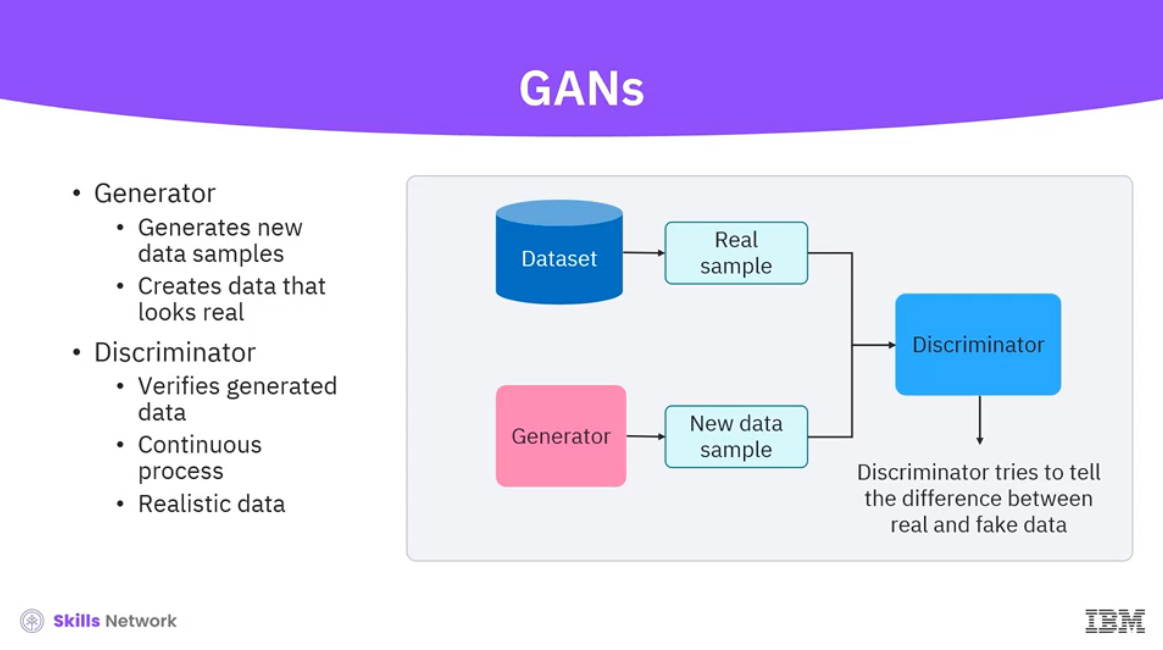 GANs
• Generator
• Generates new
data samples
• Creates data that
looks real
• Discriminator
• Verifies generated
data
• Continuous
process
• Realistic data
Dataset
Real
sample
Generator
New data
sample
Discriminator
Discriminator tries to tell
the difference between
real and fake data
Skills Network
IBM